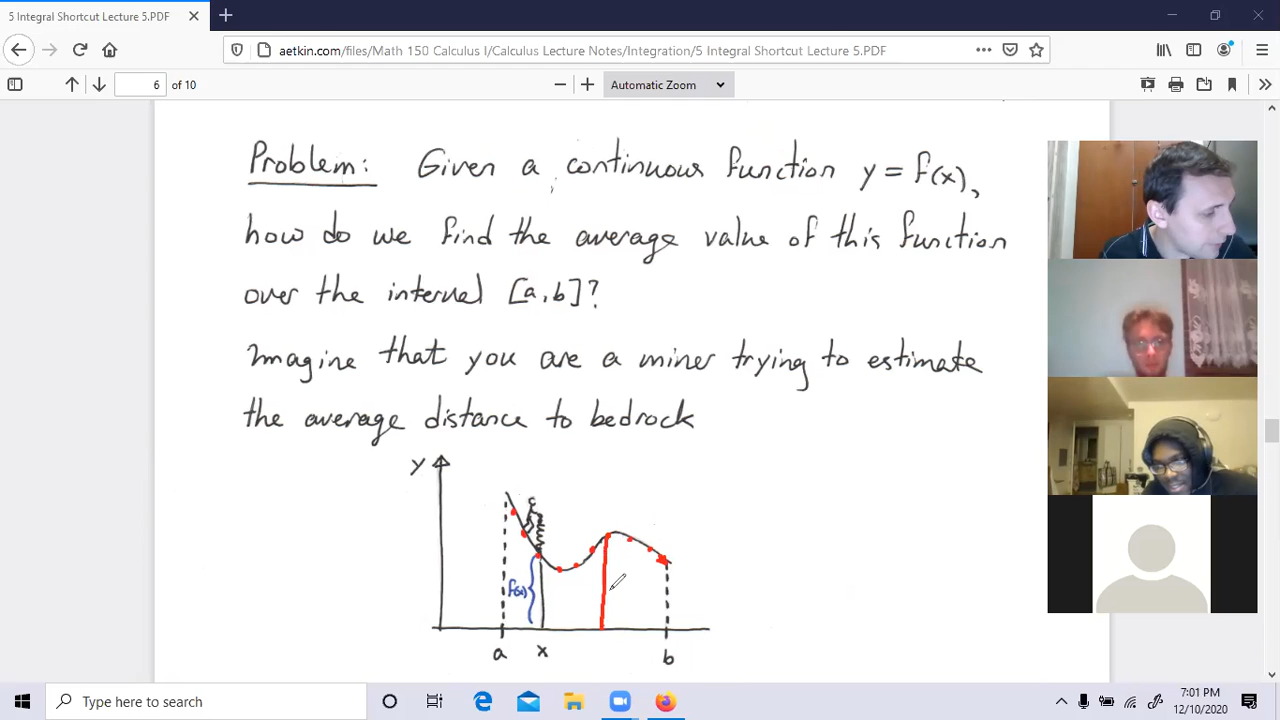 5 Integral Shortcut Lecture 5.PDF
aetkin.com/files/Math 150 Calculus I/Calculus Lecture Notes/Integration/5 Integral Shortcut Lecture 5.PDF
6 of 10
Automatic Zoom
Problem: Given a continuous function y = f(x),
how do we find the average value of this function
over the interval [a,b]?
Imagine that you are a miner trying to estimate
the average distance to bedrock
y
f(x)
a x b
Type here to search
7:01 PM
12/10/2020